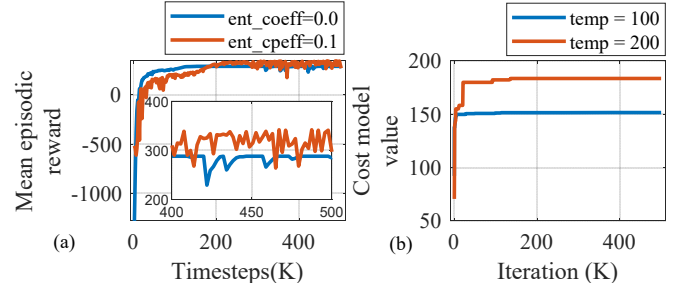 ent_coeff=0.0
ent_cpeff=0.1
Mean episodic
reward
0
-500
-1000
400
300
200
400
450
500
0
200
400
(a)
Timesteps(K)
temp = 100
temp = 200
Cost model
value
200
150
100
50
0
200
400
(b)
Iteration (K)